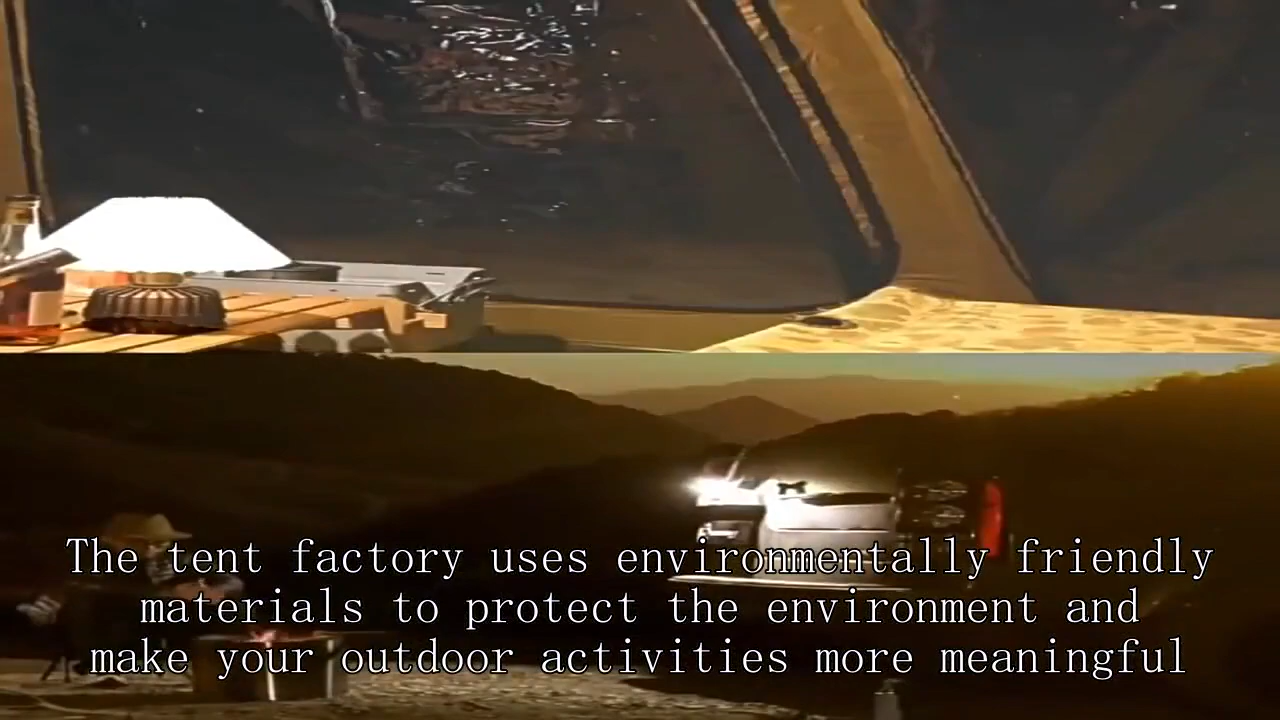 The tent factory uses environmentally friendly
materials to protect the environment and
make your outdoor activities more meaningful